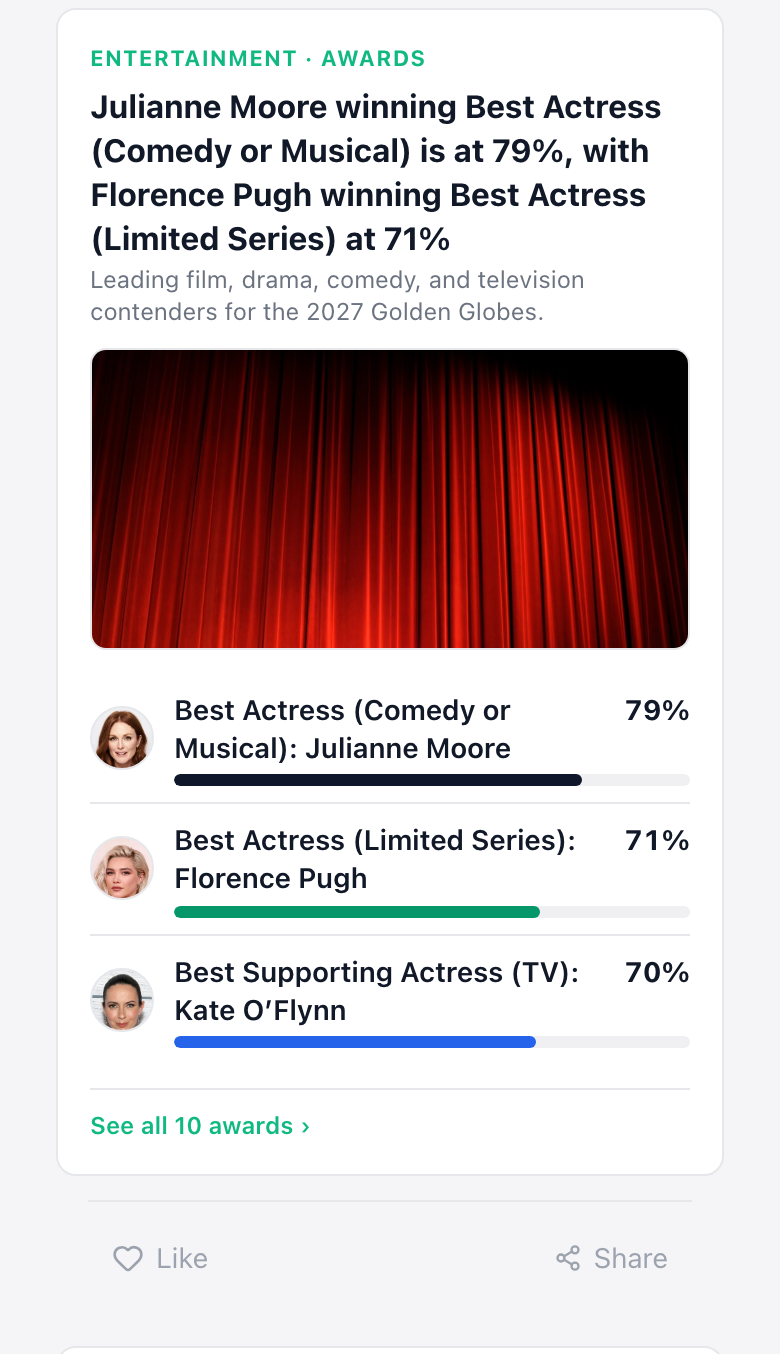 ENTERTAINMENT · AWARDS
Julianne Moore winning Best Actress
(Comedy or Musical) is at 79%, with
Florence Pugh winning Best Actress
(Limited Series) at 71%
Leading film, drama, comedy, and television
contenders for the 2027 Golden Globes.
Best Actress (Comedy or 79%
Musical): Julianne Moore
Best Actress (Limited Series): 71%
Florence Pugh
Best Supporting Actress (TV): 70%
Kate O’Flynn
See all 10 awards ›
Like Share